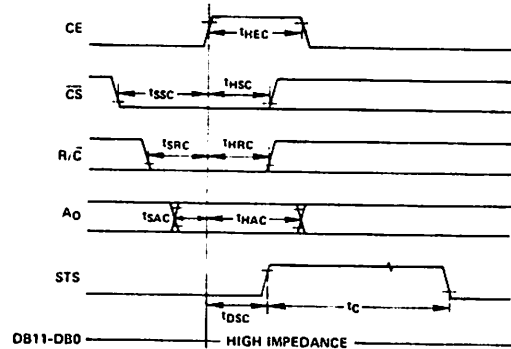 CE
tHEC
CS
tSSC
tHSC
R/C
tSRC
tHRC
A0
tSAC
tHAC
STS
tDSC
tC
DB11-DB0
HIGH IMPEDANCE